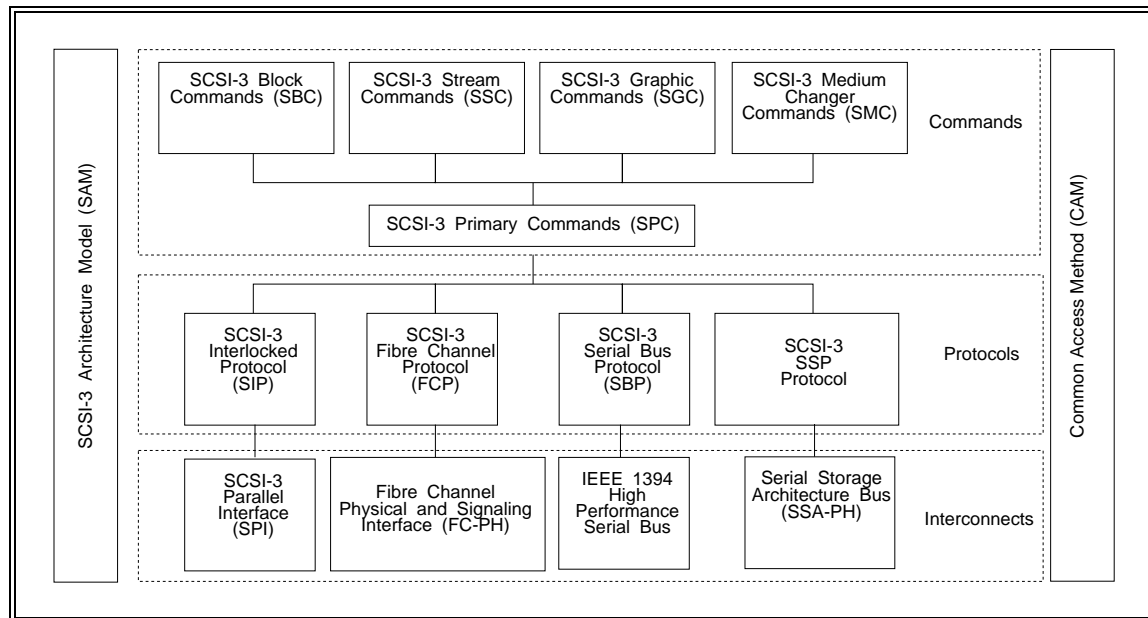 SCSI-3 Architecture Model (SAM)
SCSI-3 Block
Commands (SBC)
SCSI-3 Stream
Commands (SSC)
SCSI-3 Graphic
Commands (SGC)
SCSI-3 Medium
Changer
Commands (SMC)
Commands
SCSI-3 Primary Commands (SPC)
SCSI-3
Interlocked
Protocol
(SIP)
SCSI-3
Fibre Channel
Protocol
(FCP)
SCSI-3
Serial Bus
Protocol
(SBP)
SCSI-3
SSP
Protocol
Protocols
SCSI-3
Parallel
Interface
(SPI)
Fibre Channel
Physical and Signaling
Interface (FC-PH)
IEEE 1394
High
Performance
Serial Bus
Serial Storage
Architecture Bus
(SSA-PH)
Interconnects
Common Access Method (CAM)